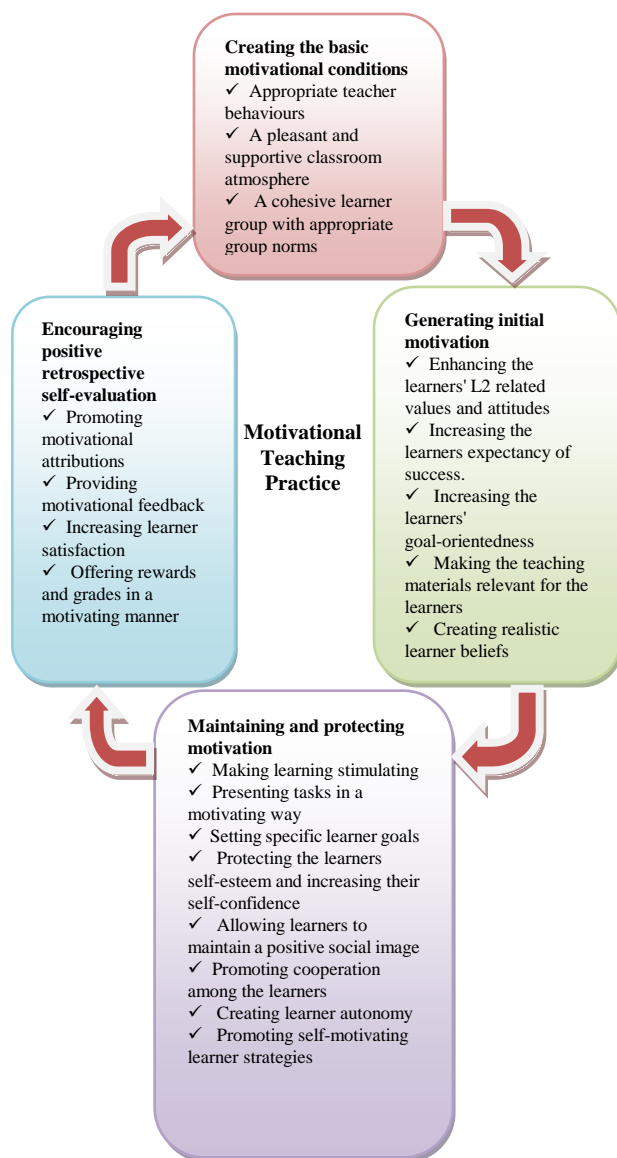 Creating the basic
motivational conditions
✓ Appropriate teacher
behaviours
✓ A pleasant and
supportive classroom
atmosphere
✓ A cohesive learner
group with appropriate
group norms
Generating initial
motivation
✓ Enhancing the
learners' L2 related
values and attitudes
✓ Increasing the
learners expectancy of
success.
✓ Increasing the
learners'
goal-orientedness
✓ Making the teaching
materials relevant for the
learners
✓ Creating realistic
learner beliefs
Maintaining and protecting
motivation
✓ Making learning stimulating
✓ Presenting tasks in a
motivating way
✓ Setting specific learner goals
✓ Protecting the learners
self-esteem and increasing their
self-confidence
✓ Allowing learners to
maintain a positive social image
✓ Promoting cooperation
among the learners
✓ Creating learner autonomy
✓ Promoting self-motivating
learner strategies
Encouraging
positive
retrospective
self-evaluation
✓ Promoting
motivational
attributions
✓ Providing
motivational feedback
✓ Increasing learner
satisfaction
✓ Offering rewards
and grades in a
motivating manner
Motivational
Teaching
Practice